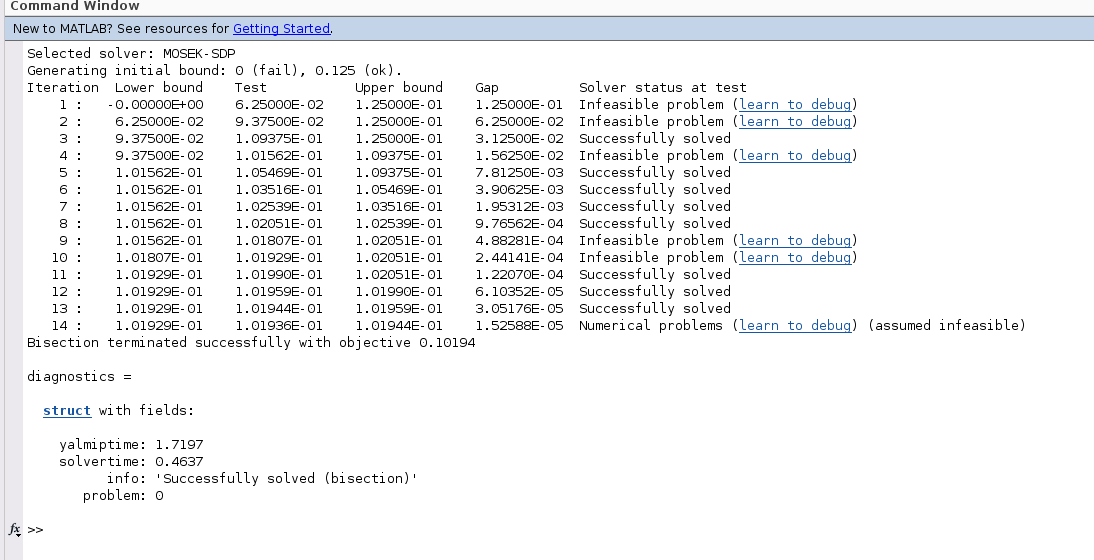 Command Window
New to MATLAB? See resources for Getting Started.
Selected solver: MOSEK-SDP
Generating initial bound: 0 (fail), 0.125 (ok).
Iteration  Lower bound    Test           Upper bound    Gap          Solver status at test
    1 :   -0.00000E+00    6.25000E-02    1.25000E-01    1.25000E-01  Infeasible problem (learn to debug)
    2 :    6.25000E-02    9.37500E-02    1.25000E-01    6.25000E-02  Infeasible problem (learn to debug)
    3 :    9.37500E-02    1.09375E-01    1.25000E-01    3.12500E-02  Successfully solved
    4 :    9.37500E-02    1.01562E-01    1.09375E-01    1.56250E-02  Infeasible problem (learn to debug)
    5 :    1.01562E-01    1.05469E-01    1.09375E-01    7.81250E-03  Successfully solved
    6 :    1.01562E-01    1.03516E-01    1.05469E-01    3.90625E-03  Successfully solved
    7 :    1.01562E-01    1.02539E-01    1.03516E-01    1.95312E-03  Successfully solved
    8 :    1.01562E-01    1.02051E-01    1.02539E-01    9.76562E-04  Successfully solved
    9 :    1.01562E-01    1.01807E-01    1.02051E-01    4.88281E-04  Infeasible problem (learn to debug)
   10 :    1.01807E-01    1.01929E-01    1.02051E-01    2.44141E-04  Infeasible problem (learn to debug)
   11 :    1.01929E-01    1.01990E-01    1.02051E-01    1.22070E-04  Successfully solved
   12 :    1.01929E-01    1.01959E-01    1.01990E-01    6.10352E-05  Successfully solved
   13 :    1.01929E-01    1.01944E-01    1.01959E-01    3.05176E-05  Successfully solved
   14 :    1.01929E-01    1.01936E-01    1.01944E-01    1.52588E-05  Numerical problems (learn to debug) (assumed infeasible)
Bisection terminated successfully with objective 0.10194
diagnostics =
struct with fields:
yalmiptime: 1.7197
solvertime: 0.4637
info: 'Successfully solved (bisection)'
problem: 0
fx >>